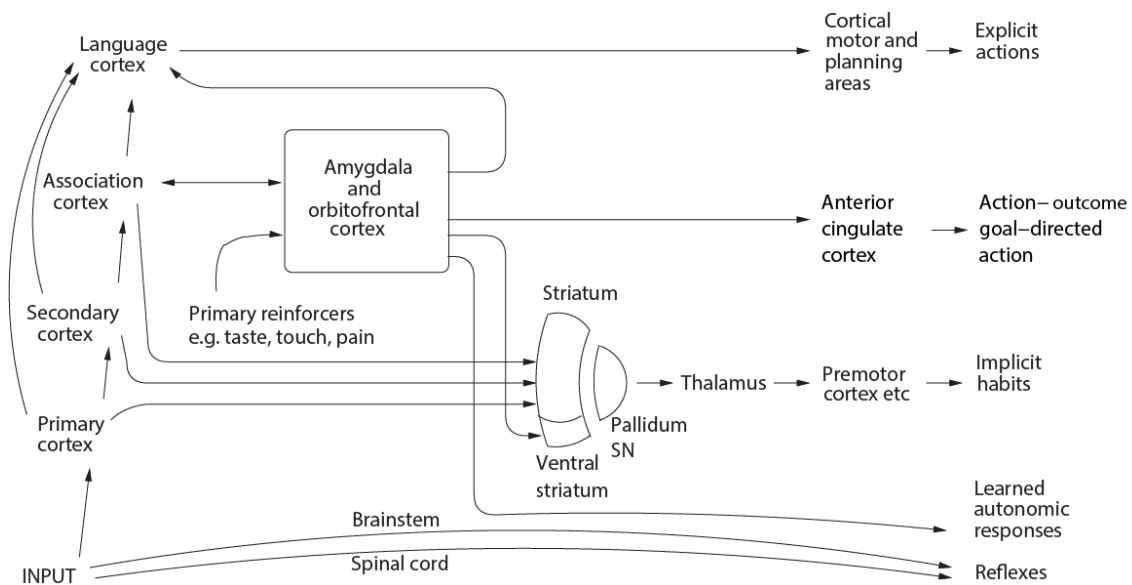 Language
cortex
Cortical
motor and
planning
areas
Explicit
actions
Association
cortex
Amygdala
and
orbitofrontal
cortex
Anterior
cingulate
cortex
Action– outcome
goal–directed
action
Secondary
cortex
Primary reinforcers
e.g. taste, touch, pain
Striatum
Thalamus
Premotor
cortex etc
Implicit
habits
Primary
cortex
Pallidum
SN
Ventral
striatum
Learned
autonomic
responses
Brainstem
Spinal cord
INPUT
Reflexes